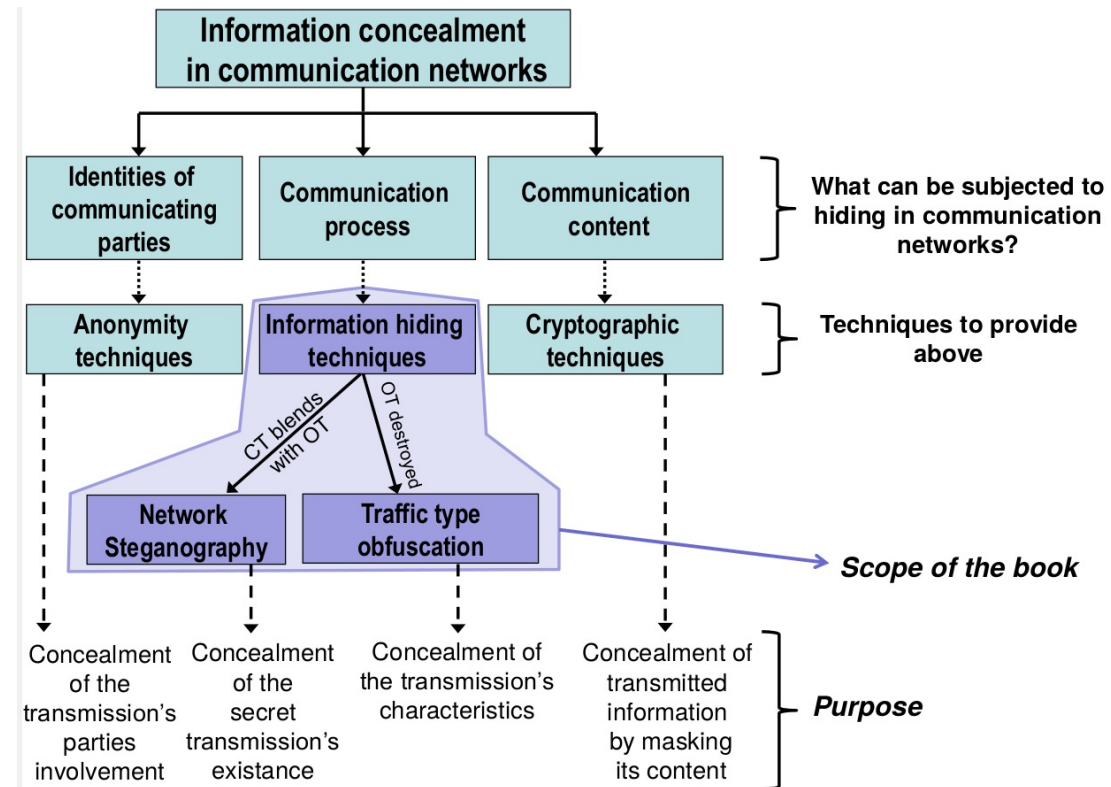 Information concealment
in communication networks
Identities of
communicating
parties
Communication
process
Communication
content
What can be subjected to
hiding in communication
networks?
Anonymity
techniques
Information hiding
techniques
Cryptographic
techniques
Techniques to provide
above
CT blends
with OT
OT destroyed
Network
Steganography
Traffic type
obfuscation
Scope of the book
Concealment
of the
transmission's
parties
involvement
Concealment
of the
secret
transmission's
existance
Concealment of
the transmission's
characteristics
Concealment of
transmitted
information
by masking
its content
Purpose